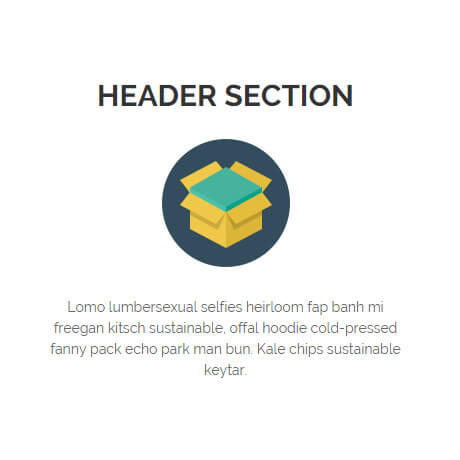 HEADER SECTION
Lomo lumbersexual selfies heirloom fap banh mi
freegan kitsch sustainable, offal hoodie cold-pressed
fanny pack echo park man bun. Kale chips sustainable
keytar.